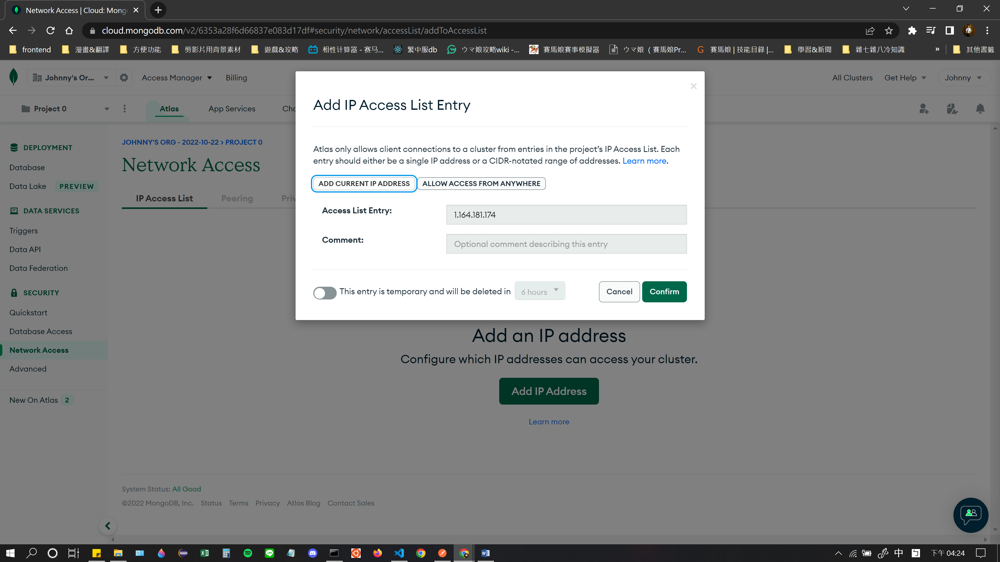 Network Access | Cloud: Mong
cloud.mongodb.com/v2/6353a28f6d66837e083d17df#security/network/accessList/addToAccessList
frontend
漫畫&翻譯
方便功能
剪影片用背景素材
遊戲&攻略
相性计算器 - 赛马...
繁中服db
ウマ娘攻略wiki -...
賽馬娘賽事模擬器
ウマ娘 （賽馬娘Pr...
賽馬娘 | 技能目錄 |...
學習&新聞
雜七雜八冷知識
»
其他書籤
Johnny's Or...
Access Manager
Billing
All Clusters
Get Help
Johnny
Project 0
Atlas
App Services
Cha
DEPLOYMENT
Database
Data Lake PREVIEW
DATA SERVICES
Triggers
Data API
Data Federation
SECURITY
Quickstart
Database Access
Network Access
Advanced
New On Atlas 2
JOHNNY'S ORG - 2022-10-22 > PROJECT 0
Network Access
IP Access List
Peering
Priv
Add IP Access List Entry
Atlas only allows client connections to a cluster from entries in the project’s IP Access List. Each
entry should either be a single IP address or a CIDR-notated range of addresses. Learn more.
ADD CURRENT IP ADDRESS
ALLOW ACCESS FROM ANYWHERE
Access List Entry:
1.164.181.174
Comment:
Optional comment describing this entry
This entry is temporary and will be deleted in
6 hours
Cancel
Confirm
Add an IP address
Configure which IP addresses can access your cluster.
Add IP Address
Learn more
System Status: All Good
©2022 MongoDB, Inc. Status Terms Privacy Atlas Blog Contact Sales
中
下午 04:24